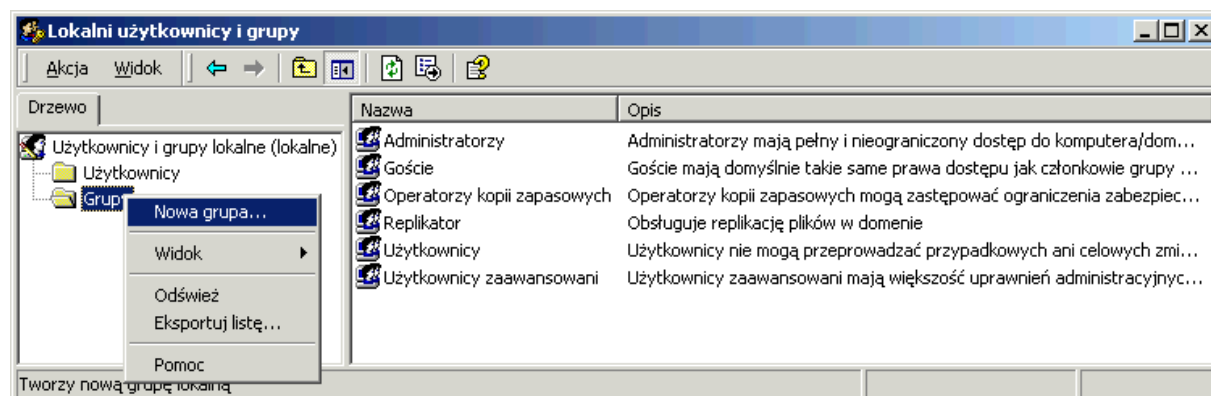 Lokalni użytkownicy i grupy
Akcja Widok
Drzewo
Nazwa Opis
Użytkownicy i grupy lokalne (lokalne)
Użytkownicy
Grupy
Administratorzy Administratorzy mają pełny i nieograniczony dostęp do komputera/dom...
Goście Goście mają domyślnie takie same prawa dostępu jak członkowie grupy ...
Operatorzy kopii zapasowych Operatorzy kopii zapasowych mogą zastępować ograniczenia zabezpiec...
Replikator Obsługuje replikację plików w domenie
Użytkownicy Użytkownicy nie mogą przeprowadzać przypadkowych ani celowych zmi...
Użytkownicy zaawansowani Użytkownicy zaawansowani mają większość uprawnień administracyjnyc...
Nowa grupa...
Widok
Odśwież
Eksportuj listę...
Pomoc
Tworzy nową grupę lokalną